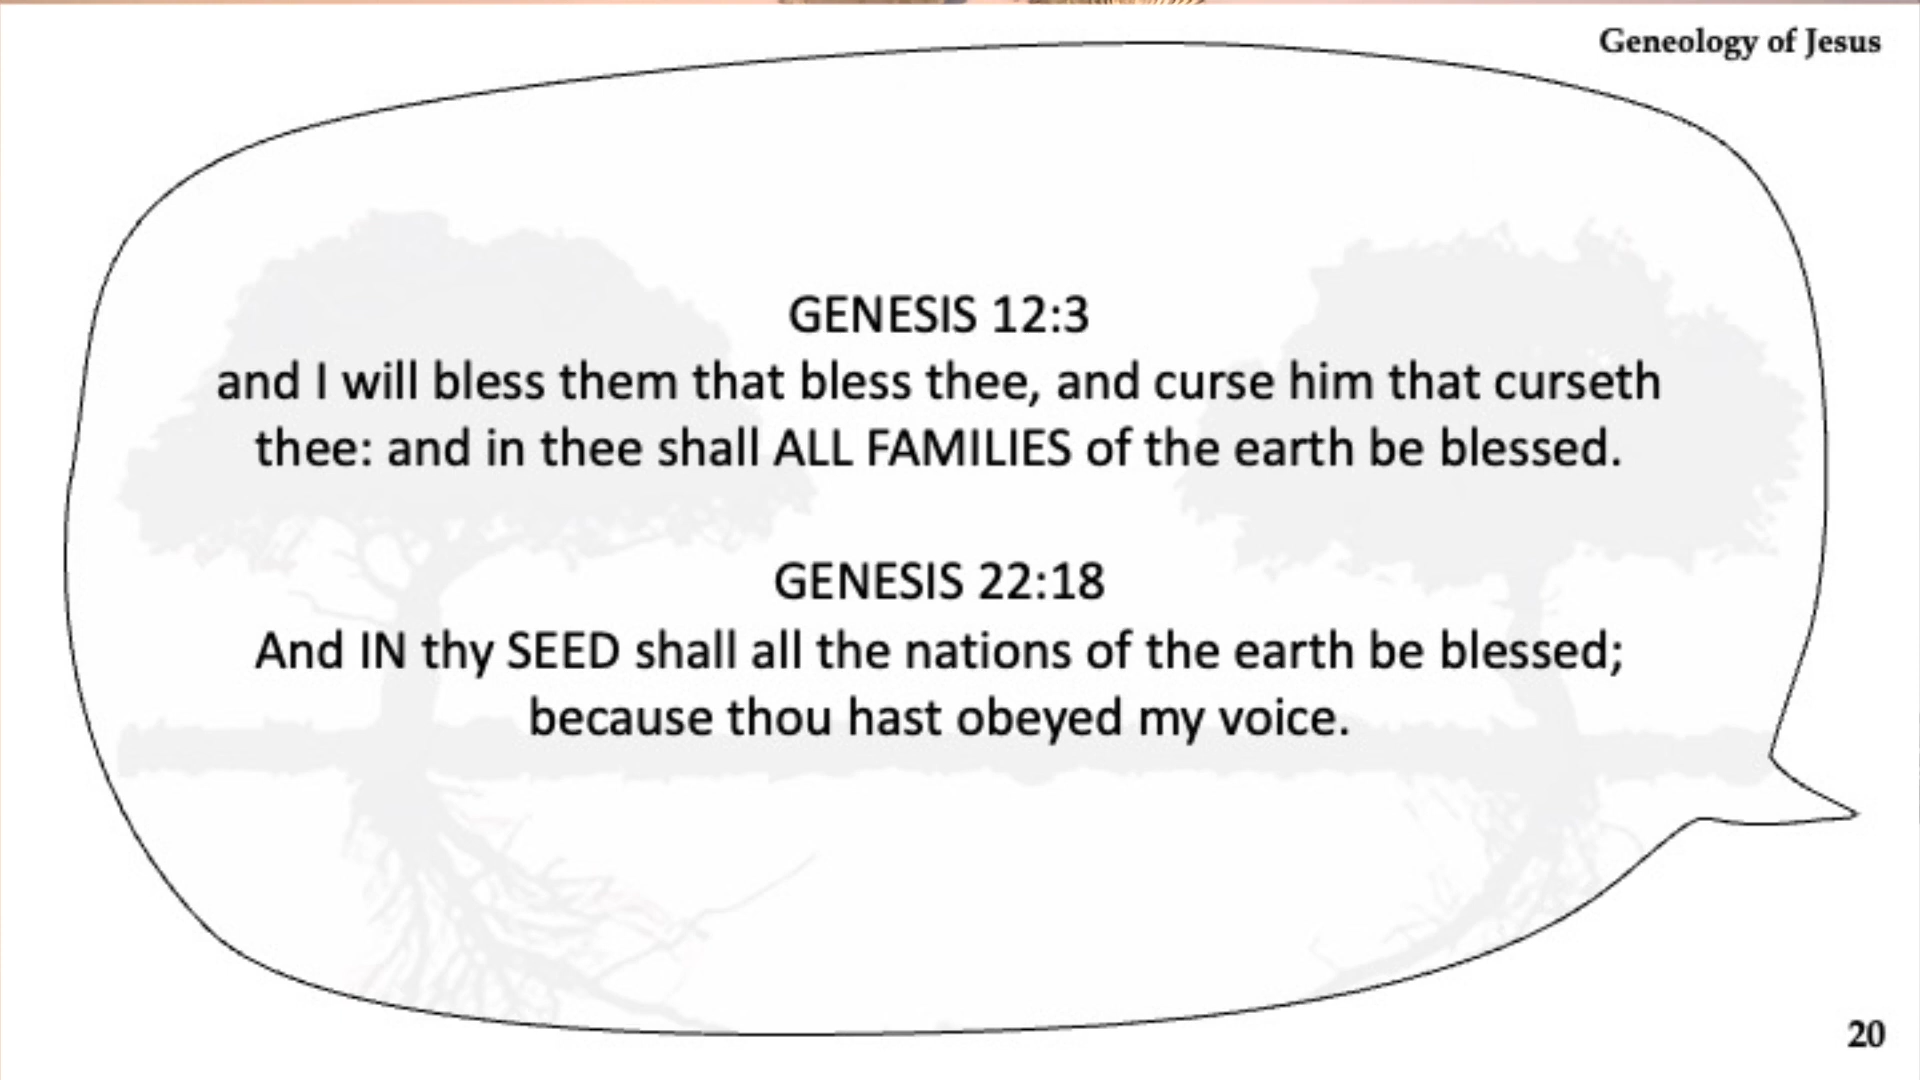 Geneology of Jesus
GENESIS 12:3
and I will bless them that bless thee, and curse him that curseth
thee: and in thee shall ALL FAMILIES of the earth be blessed.
GENESIS 22:18
And IN thy SEED shall all the nations of the earth be blessed;
because thou hast obeyed my voice.
20